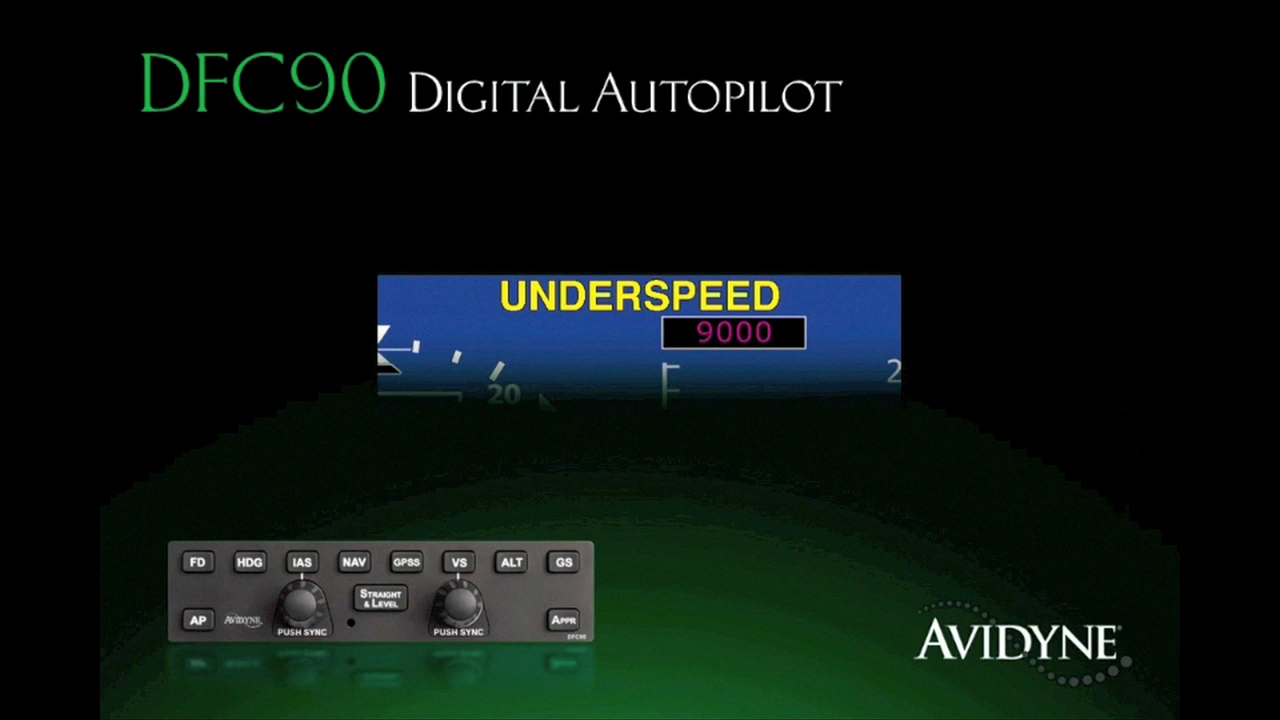 DFC90 DIGITAL AUTOPILOT
UNDERSPEED
9000
20
2
FD HDG IAS NAV GPSS VS ALT GS
STRAIGHT
& LEVEL
AP AVIDYNE APPR
PUSH SYNC PUSH SYNC
DFC90
AVIDYNE